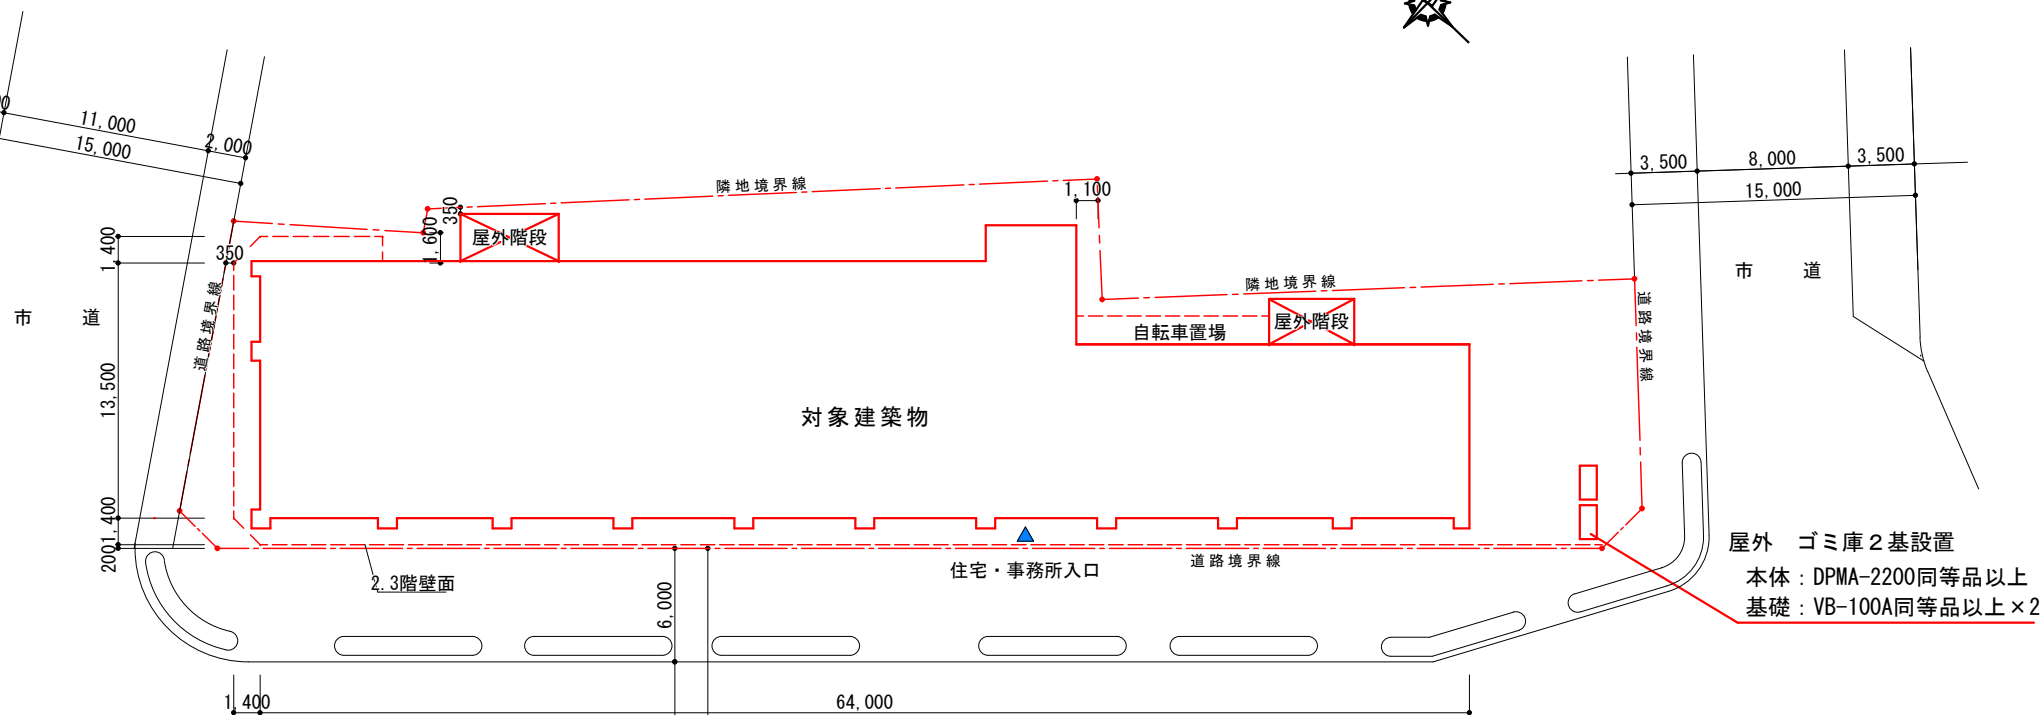 11,000
2,000
15,000
隣地境界線
1,100
3,500
8,000
3,500
15,000
350
1,600
屋外階段
1,400
350
隣地境界線
市 道
道路境界線
市 道
道路境界線
屋外階段
自転車置場
13,500
対象建築物
1,400
200
2.3階壁面
6,000
住宅・事務所入口
道路境界線
屋外 ゴミ庫2基設置
本体：DPMA-2200同等品以上
基礎：VB-100A同等品以上×2
1,400
64,000